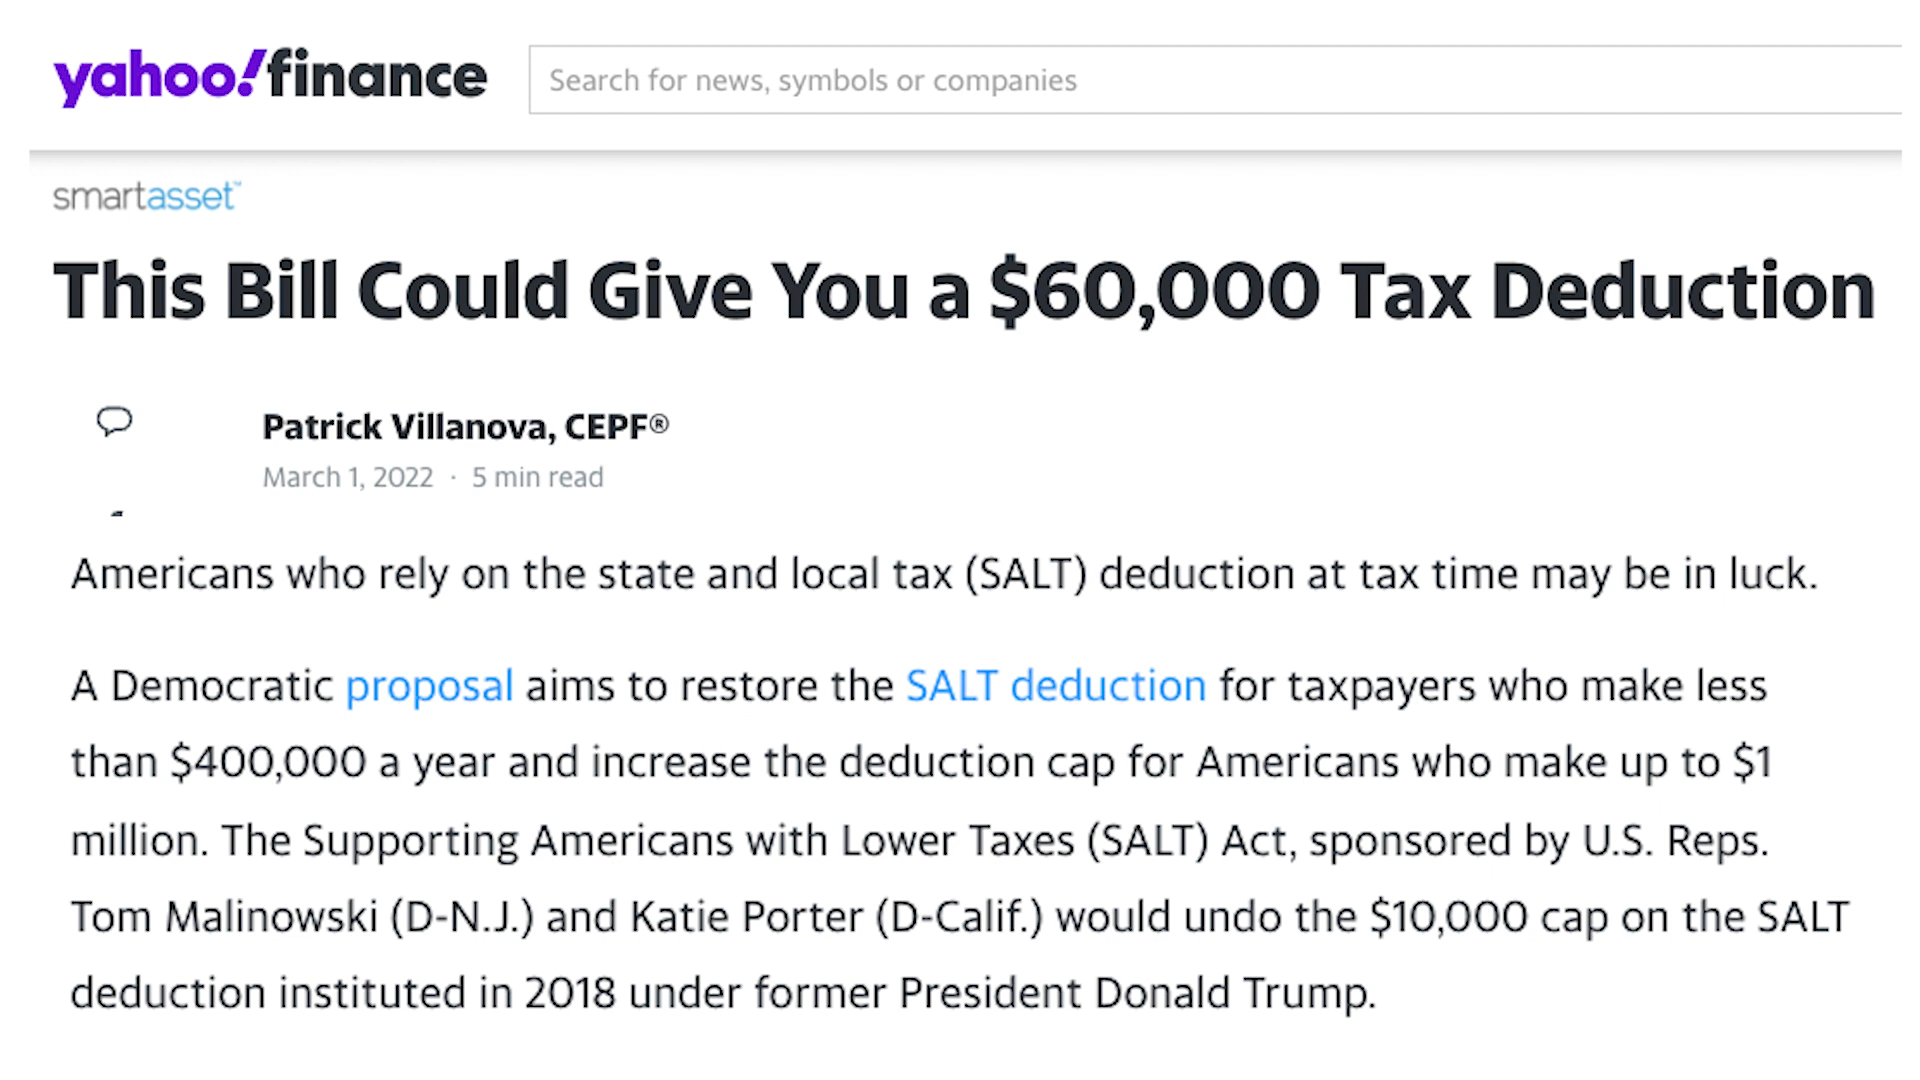 yahoo!finance
Search for news, symbols or companies
smartasset™
This Bill Could Give You a $60,000 Tax Deduction
Patrick Villanova, CEPF®
March 1, 2022 · 5 min read
Americans who rely on the state and local tax (SALT) deduction at tax time may be in luck.
A Democratic proposal aims to restore the SALT deduction for taxpayers who make less
than $400,000 a year and increase the deduction cap for Americans who make up to $1
million. The Supporting Americans with Lower Taxes (SALT) Act, sponsored by U.S. Reps.
Tom Malinowski (D-N.J.) and Katie Porter (D-Calif.) would undo the $10,000 cap on the SALT
deduction instituted in 2018 under former President Donald Trump.